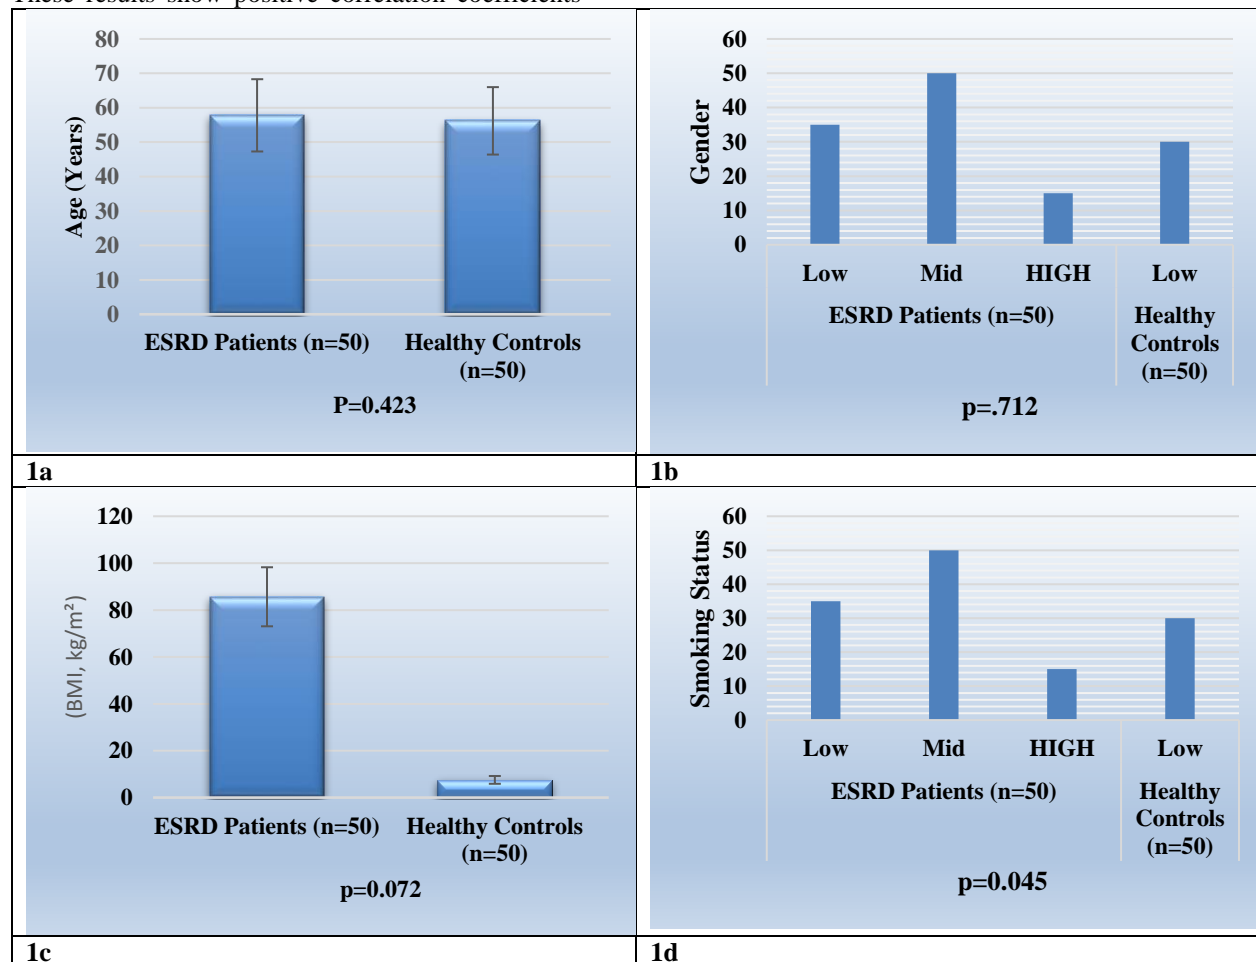 These results show positive correlation coefficients
80
70
60
50
40
30
20
10
0
Age (Years)
ESRD Patients (n=50)
Healthy Controls
(n=50)
P=0.423
1a
60
50
40
30
20
10
0
Gender
Low
Mid
HIGH
Low
ESRD Patients (n=50)
Healthy
Controls
(n=50)
p=.712
1b
120
100
80
60
40
20
0
(BMI, kg/m²)
ESRD Patients (n=50)
Healthy Controls
(n=50)
p=0.072
1c
60
50
40
30
20
10
0
Smoking Status
Low
Mid
HIGH
Low
ESRD Patients (n=50)
Healthy
Controls
(n=50)
p=0.045
1d